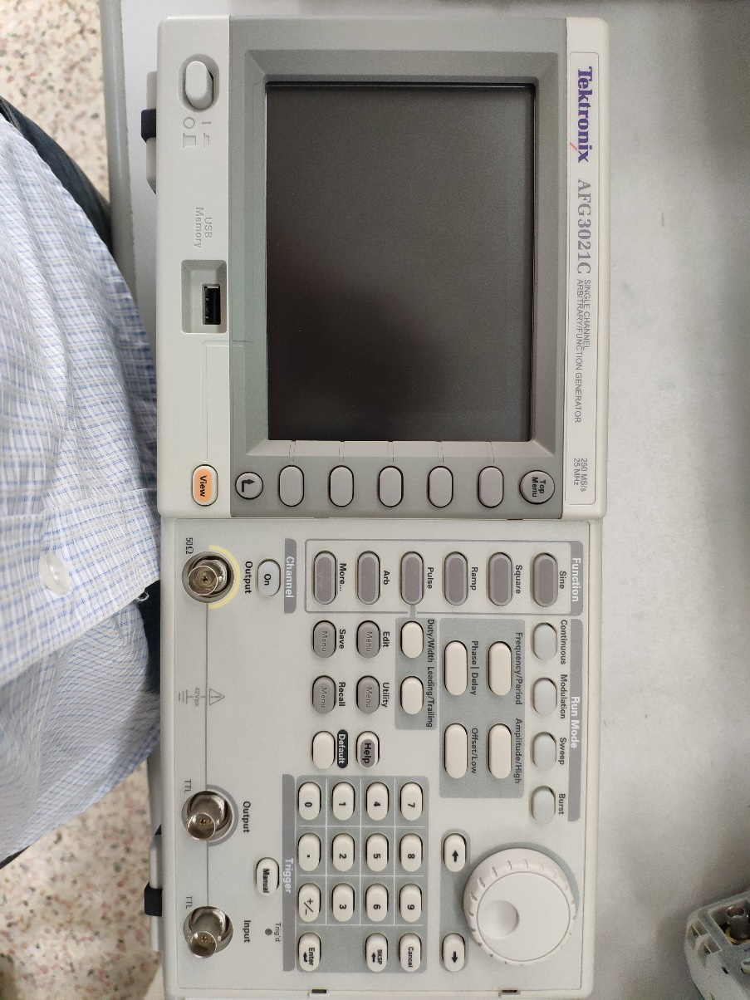 Tektronix AFG3021C
SINGLE CHANNEL
ARBITRARY/FUNCTION GENERATOR
250 MS/s
25 MHz
Top
Menu
View
USB
Memory
Function
Sine
Square
Ramp
Pulse
Arb
More...
Run Mode
Continuous
Modulation
Sweep
Burst
Frequency/Period
Amplitude/High
Phase | Delay
Offset/Low
Duty/Width
Leading/Trailing
Edit
Menu
Utility
Menu
Help
Save
Menu
Recall
Menu
Default
Channel
On
Output
50Ω
42Vpk
7
8
9
Cancel
4
5
6
BKSP
1
2
3
0
.
+/–
Enter
Trigger
Manual
Trig'd
Output
TTL
Input
TTL